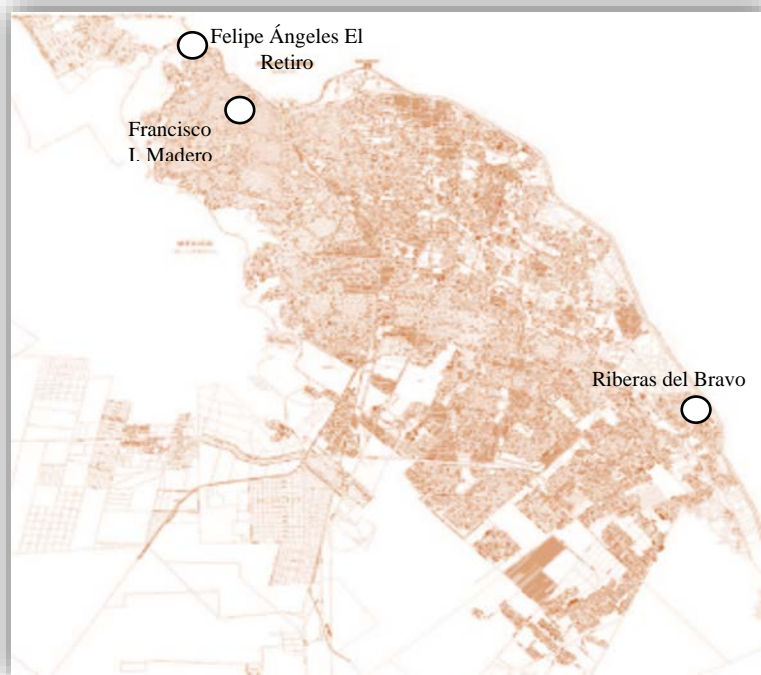 Felipe Ángeles El
Retiro
Francisco
I. Madero
Riberas del Bravo